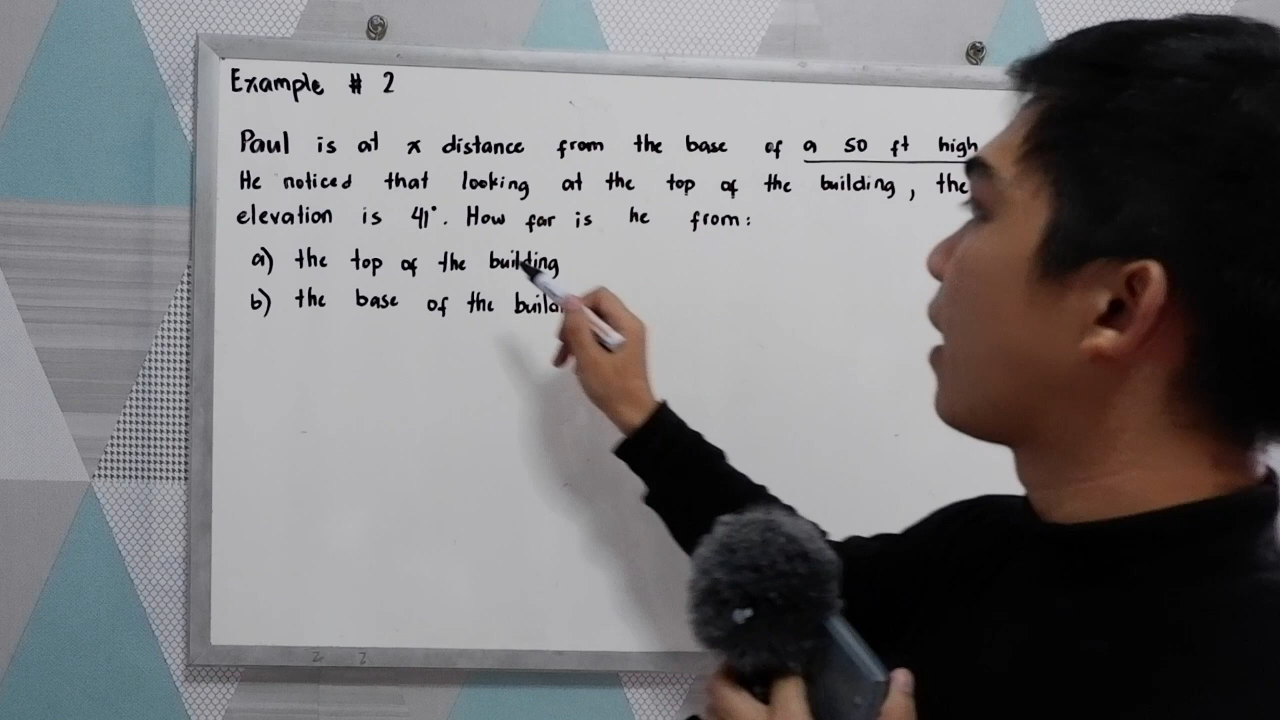 Example # 2
Paul is at x distance from the base of a 50 ft high
He noticed that looking at the top of the building, the
elevation is 41°. How far is he from:
a) the top of the building
b) the base of the